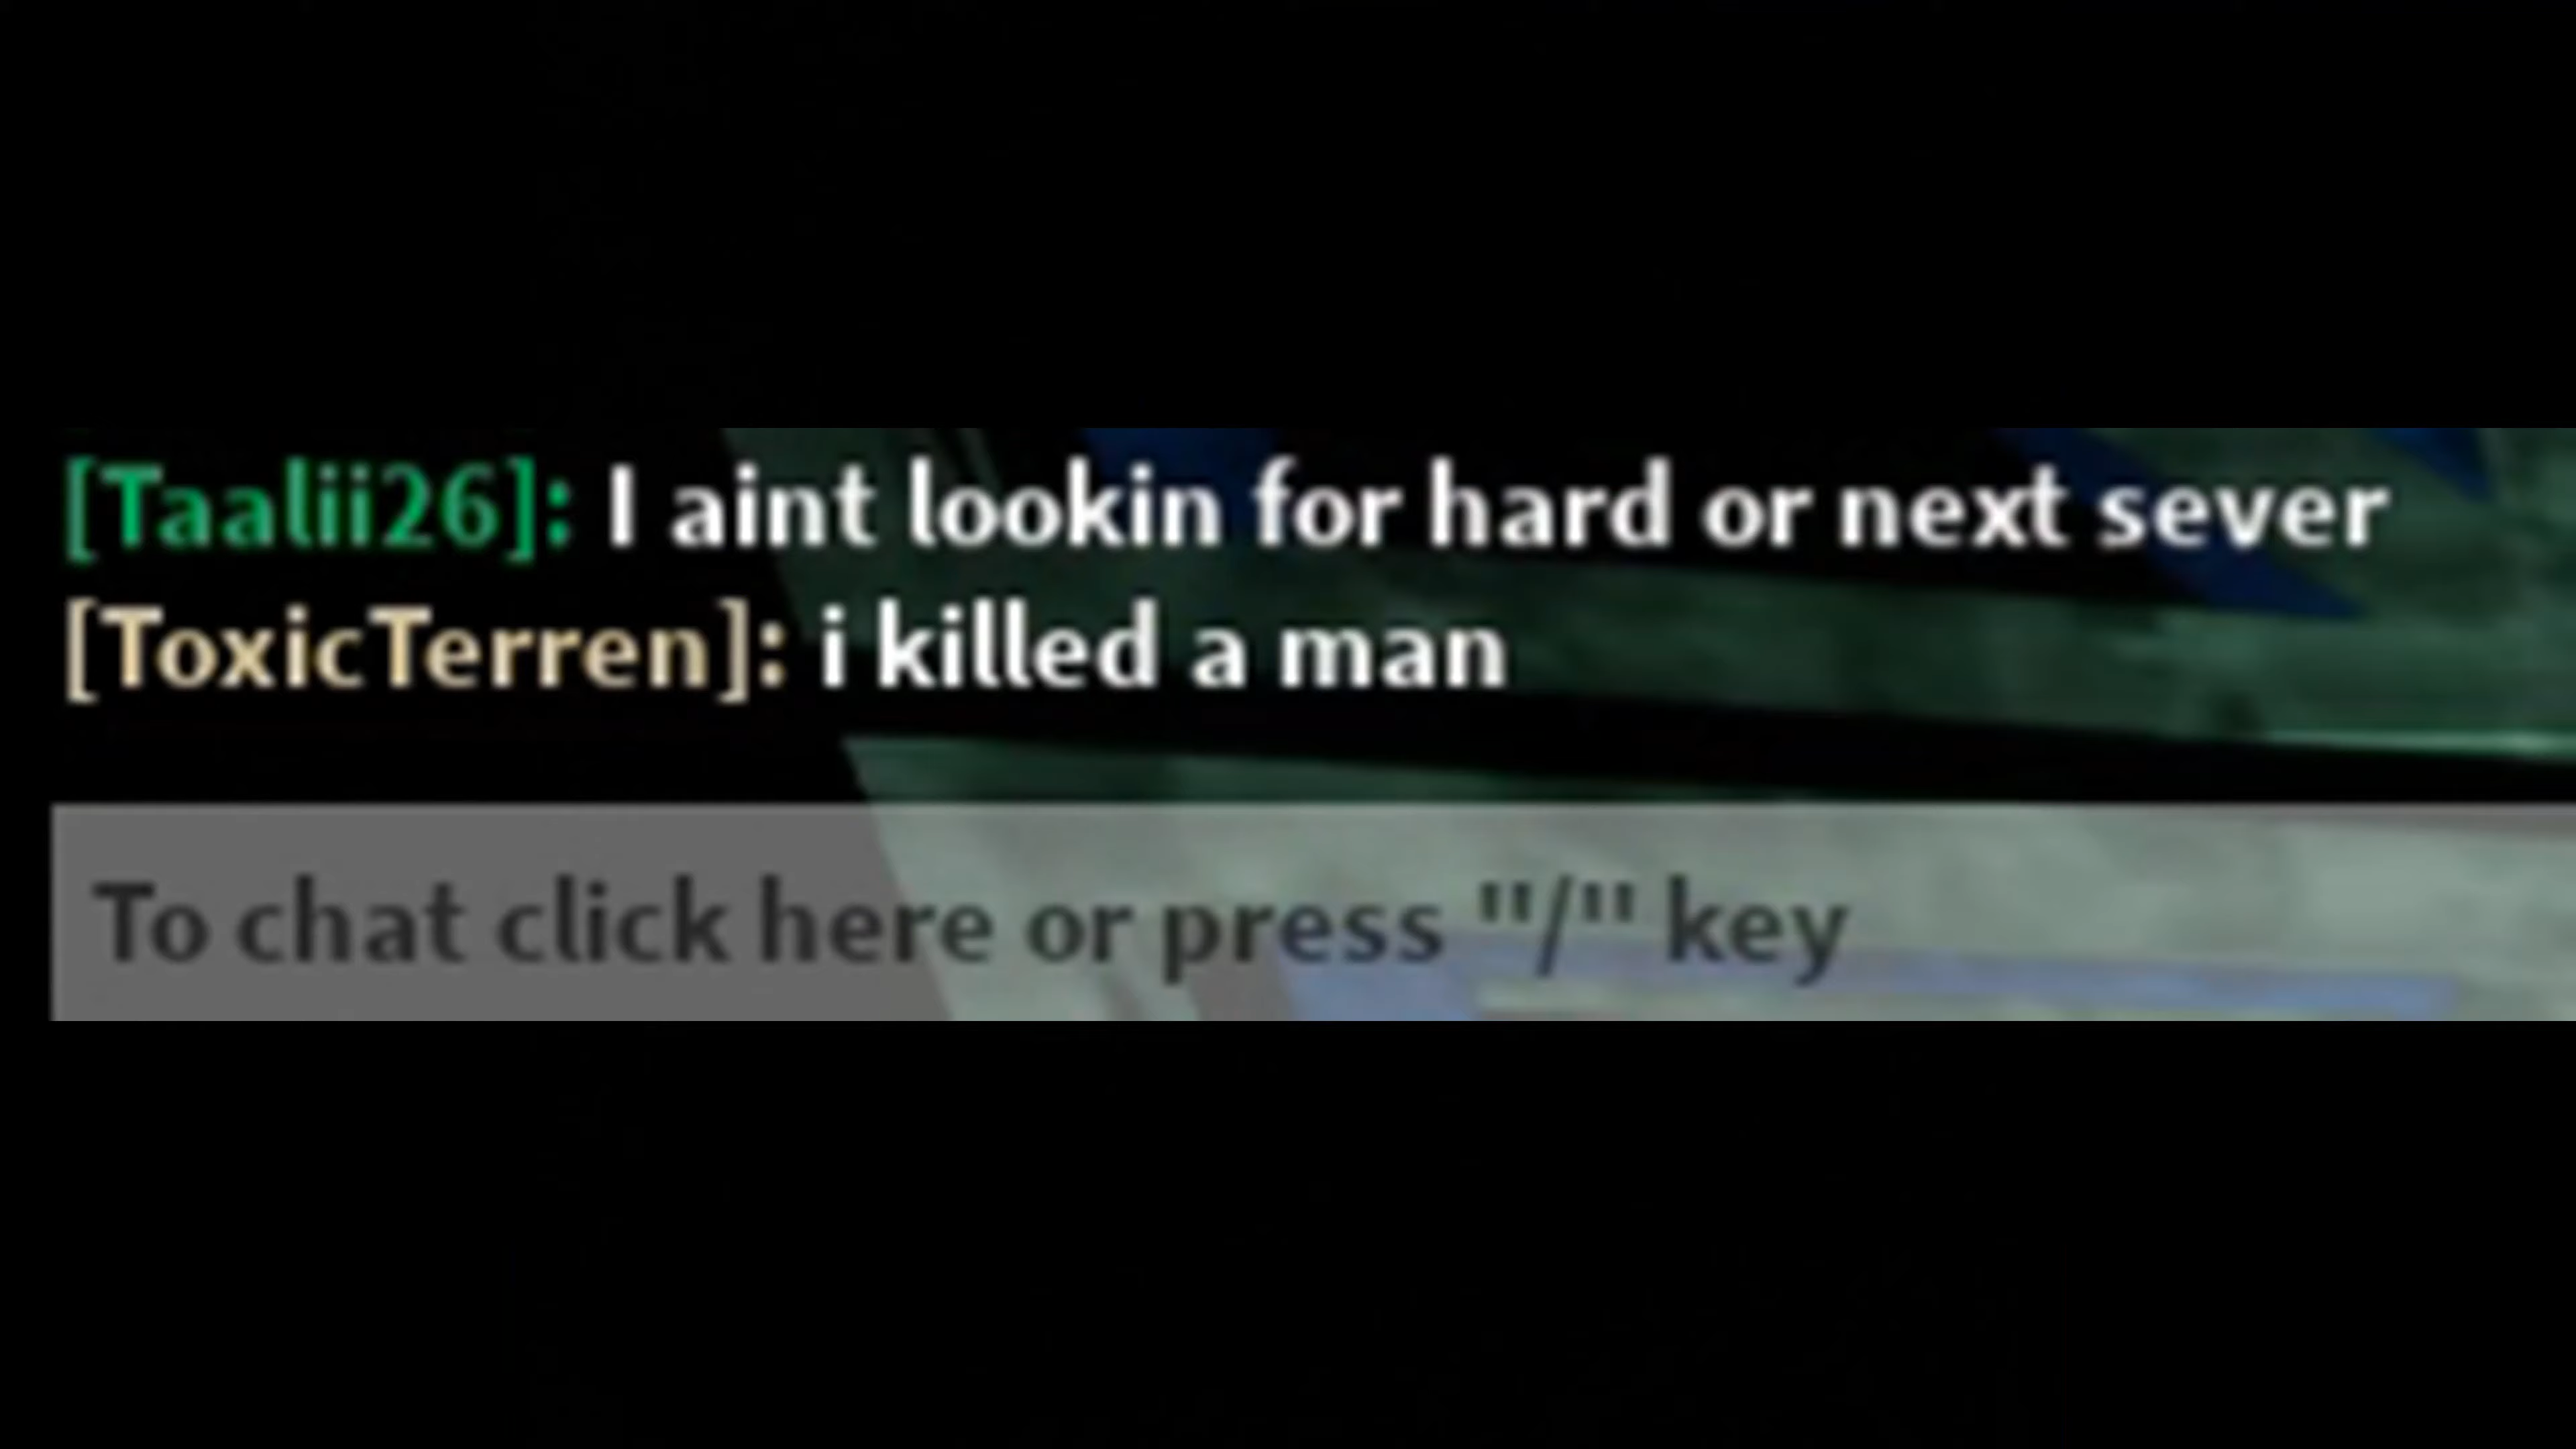 [Taalii26]: I aint lookin for hard or next sever
[ToxicTerren]: i killed a man
To chat click here or press "/" key